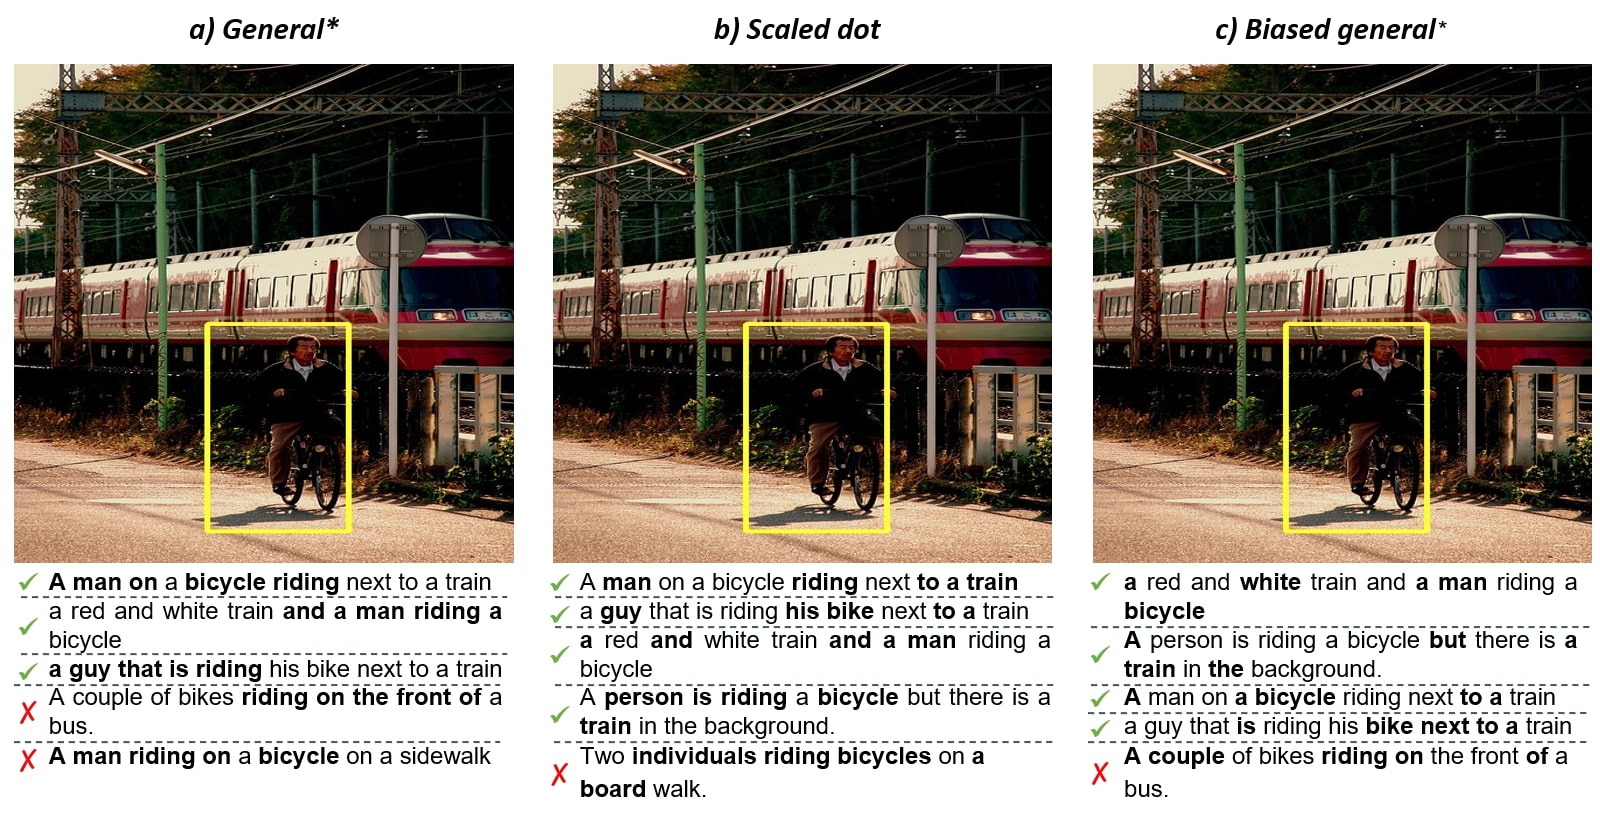 a) General*
A man on a bicycle riding next to a train
a red and white train and a man riding a
bicycle
a guy that is riding his bike next to a train
A couple of bikes riding on the front of a
bus.
A man riding on a bicycle on a sidewalk
b) Scaled dot
A man on a bicycle riding next to a train
a guy that is riding his bike next to a train
a red and white train and a man riding a
bicycle
A person is riding a bicycle but there is a
train in the background.
Two individuals riding bicycles on a
board walk.
c) Biased general*
a red and white train and a man riding a
bicycle
A person is riding a bicycle but there is a
train in the background.
A man on a bicycle riding next to a train
a guy that is riding his bike next to a train
A couple of bikes riding on the front of a
bus.